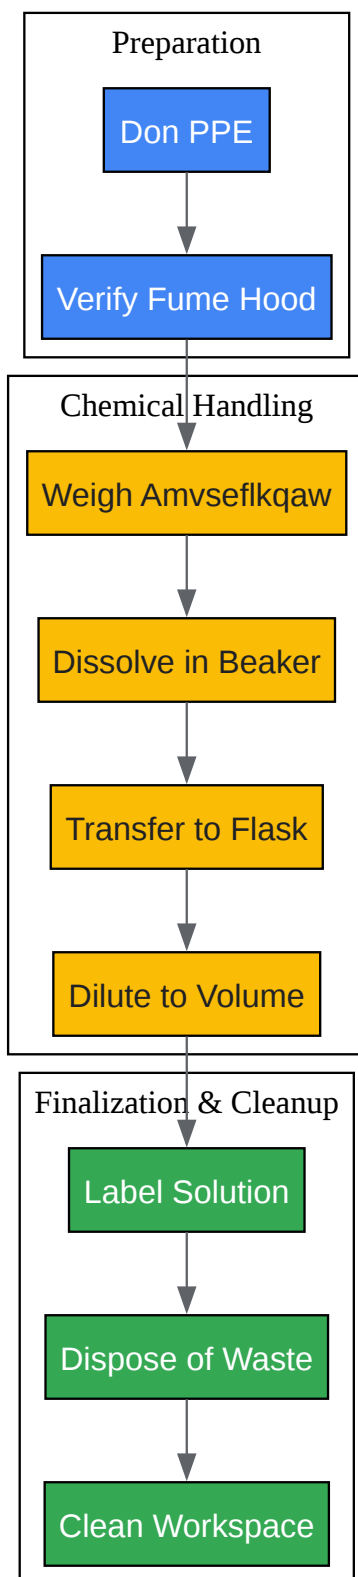 Preparation
Don PPE
Verify Fume Hood
Chemical Handling
Weigh Amvseflkqaw
Dissolve in Beaker
Transfer to Flask
Dilute to Volume
Finalization & Cleanup
Label Solution
Dispose of Waste
Clean Workspace